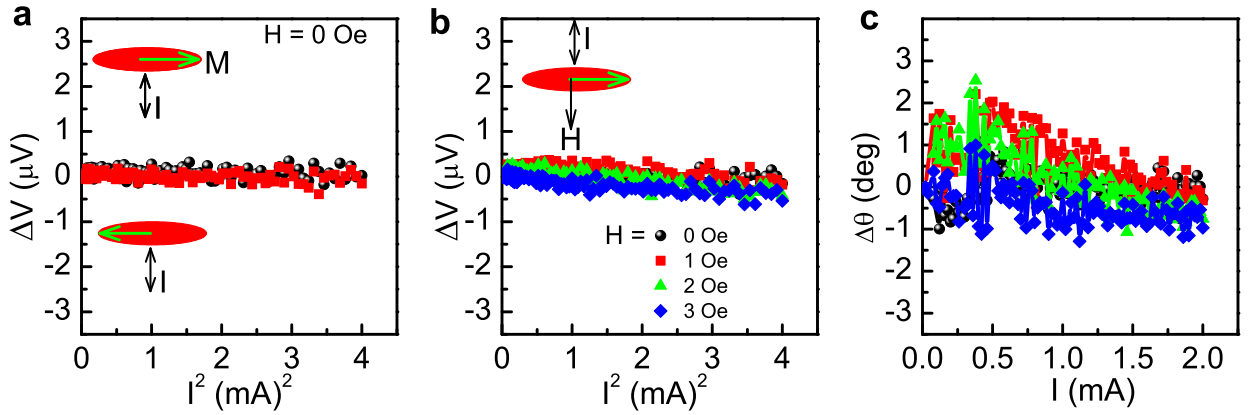 a
H = 0 Oe
M
I
I
ΔV (μV)
3
2
1
0
-1
-2
-3
0 1 2 3 4
I² (mA)²
b
I
H
ΔV (μV)
3
2
1
0
-1
-2
-3
H = 0 Oe
1 Oe
2 Oe
3 Oe
0 1 2 3 4
I² (mA)²
c
Δθ (deg)
3
2
1
0
-1
-2
-3
0.0 0.5 1.0 1.5 2.0
I (mA)